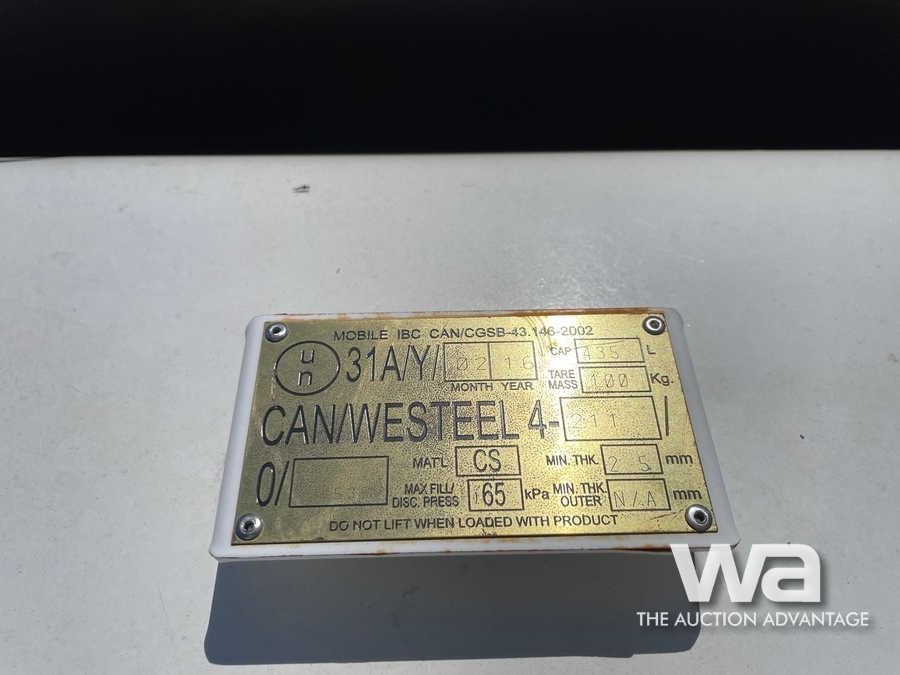 MOBILE IBC CAN/CGSB-43.146-2002
un 31A/Y/ 02 16 CAP 435 L
MONTH YEAR TARE MASS 100 Kg.
CAN/WESTEEL 4- 211 /
0/ MAT'L CS MIN. THK. 2.5 mm
MAX FILL/ DISC. PRESS 65 kPa MIN. THK. OUTER N/A mm
DO NOT LIFT WHEN LOADED WITH PRODUCT
wa
THE AUCTION ADVANTAGE